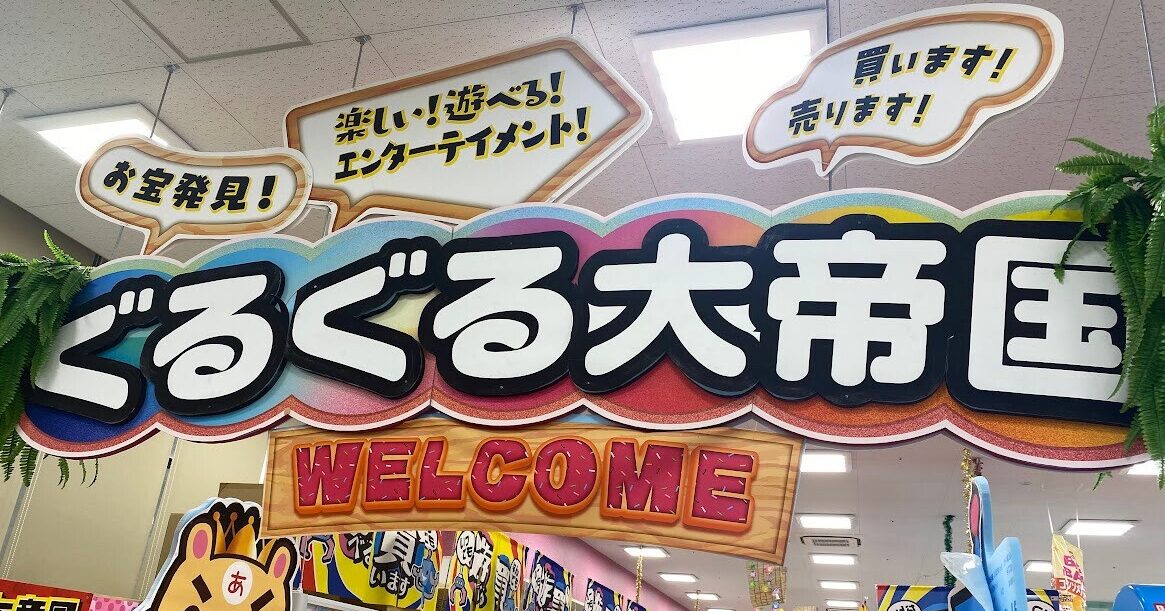 買います!
売ります!
楽しい!遊べる!
エンターテイメント!
お宝発見!
ぐるぐる大帝国
WELCOME
あ